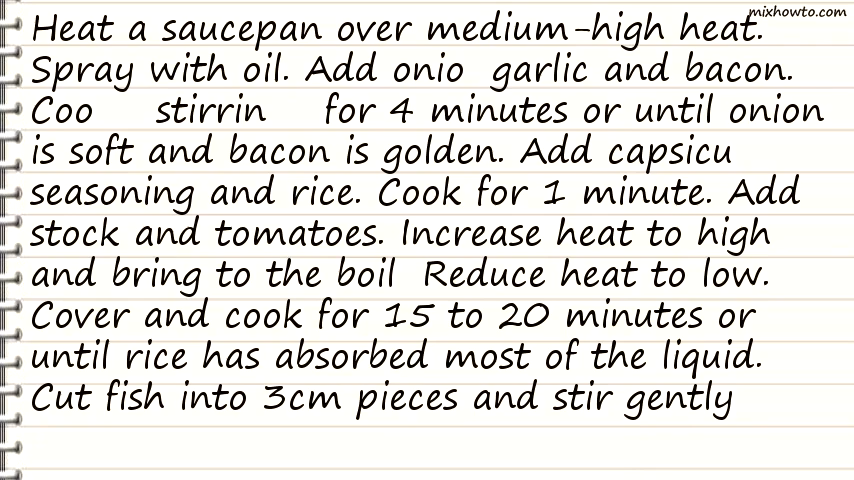 mixhowto.com
Heat a saucepan over medium-high heat.
Spray with oil. Add onio garlic and bacon.
Coo stirrin for 4 minutes or until onion
is soft and bacon is golden. Add capsicu
seasoning and rice. Cook for 1 minute. Add
stock and tomatoes. Increase heat to high
and bring to the boil Reduce heat to low.
Cover and cook for 15 to 20 minutes or
until rice has absorbed most of the liquid.
Cut fish into 3cm pieces and stir gently